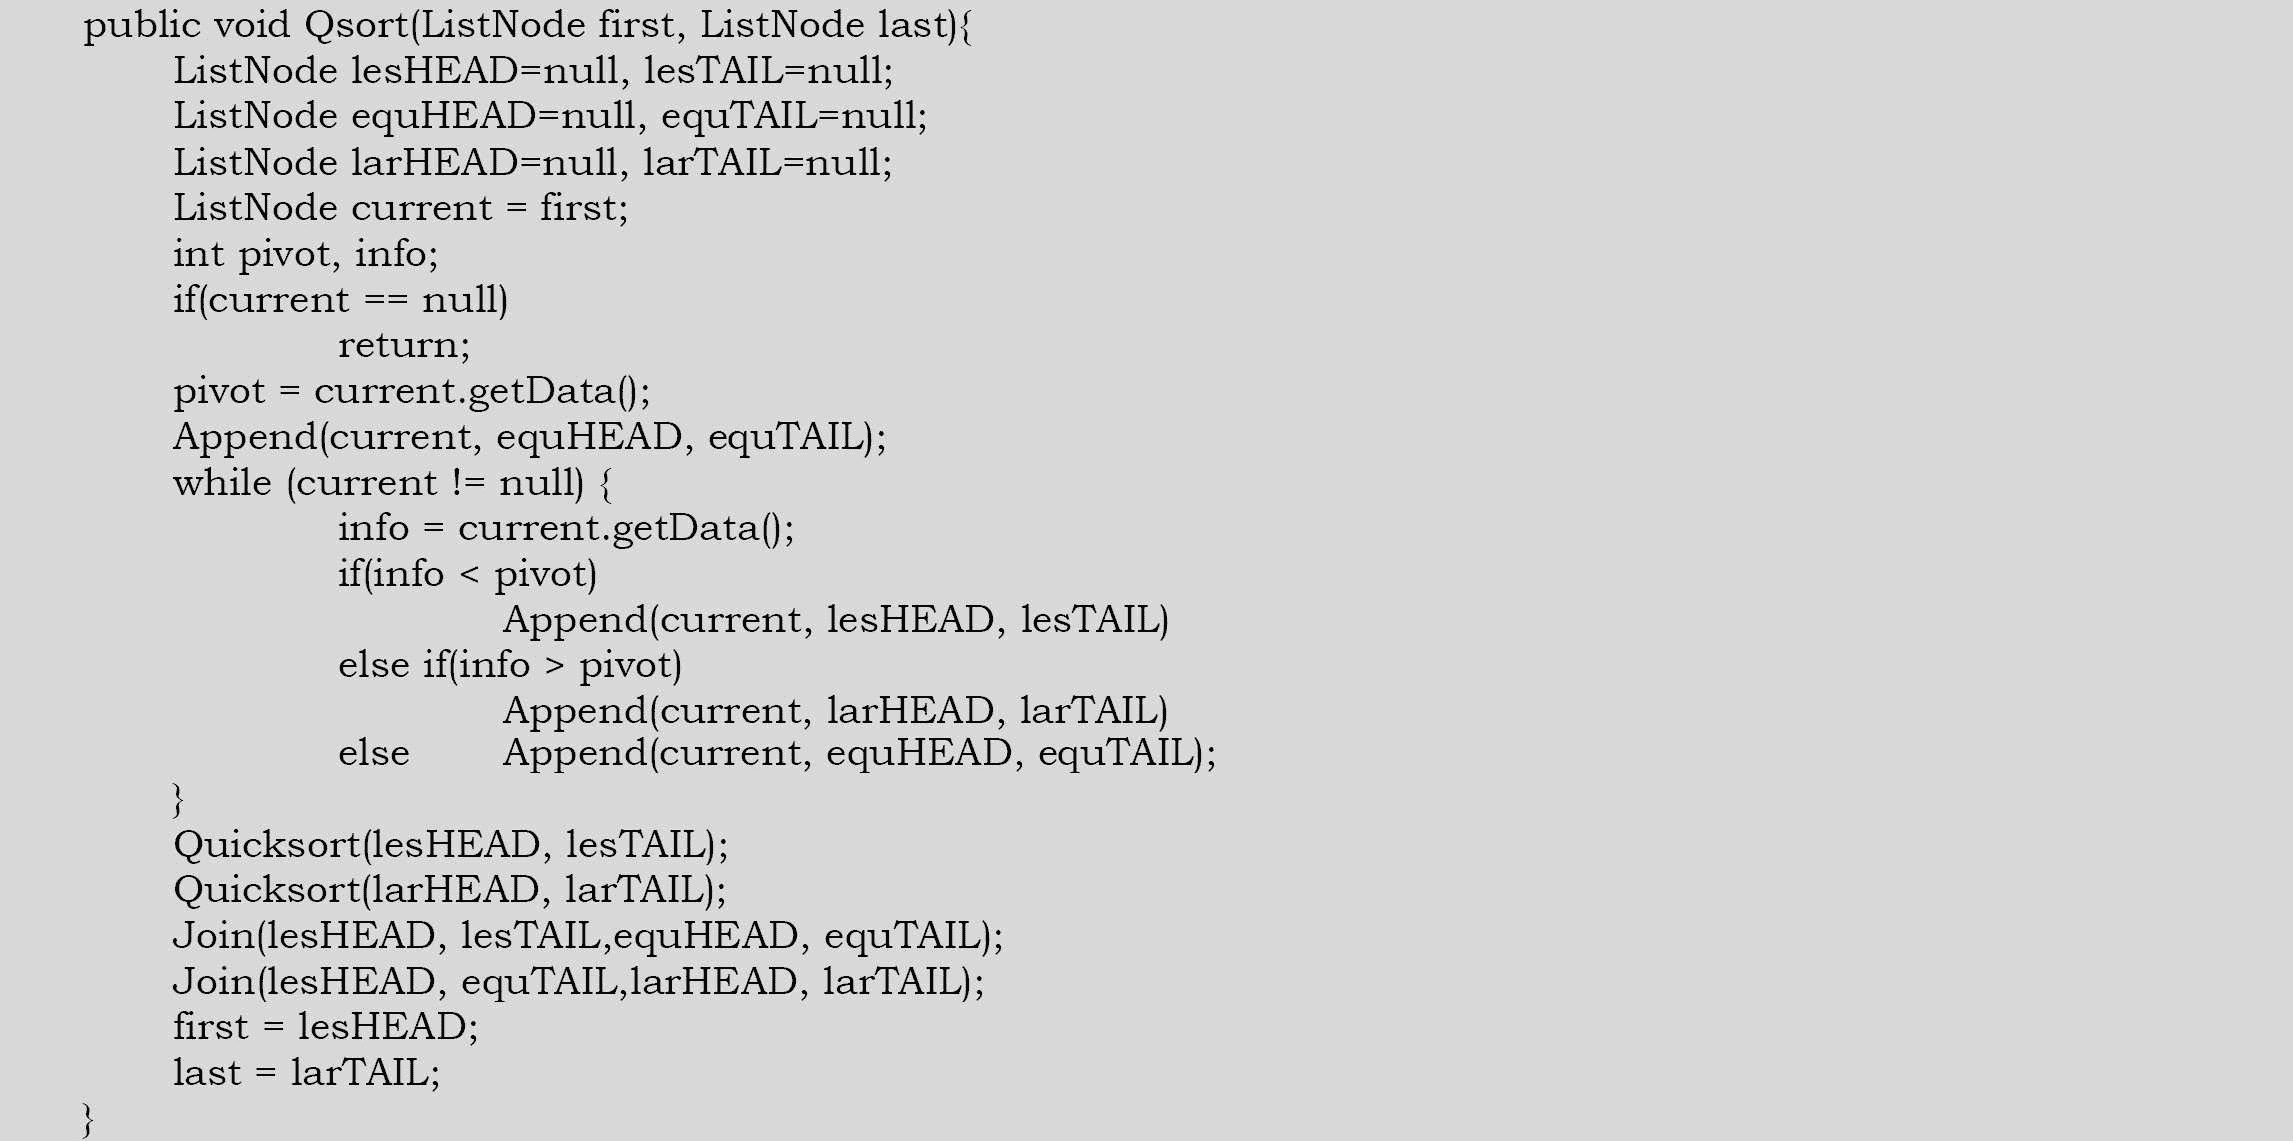 public void Qsort(ListNode first, ListNode last){
ListNode lesHEAD=null, lesTAIL=null;
ListNode equHEAD=null, equTAIL=null;
ListNode larHEAD=null, larTAIL=null;
ListNode current = first;
int pivot, info;
if(current == null)
return;
pivot = current.getData();
Append(current, equHEAD, equTAIL);
while (current != null) {
info = current.getData();
if(info < pivot)
Append(current, lesHEAD, lesTAIL)
else if(info > pivot)
Append(current, larHEAD, larTAIL)
else Append(current, equHEAD, equTAIL);
}
Quicksort(lesHEAD, lesTAIL);
Quicksort(larHEAD, larTAIL);
Join(lesHEAD, lesTAIL,equHEAD, equTAIL);
Join(lesHEAD, equTAIL,larHEAD, larTAIL);
first = lesHEAD;
last = larTAIL;
}